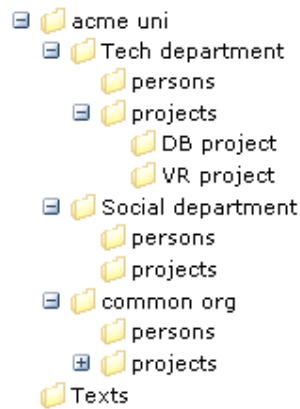 acme uni
Tech department
persons
projects
DB project
VR project
Social department
persons
projects
common org
persons
projects
Texts